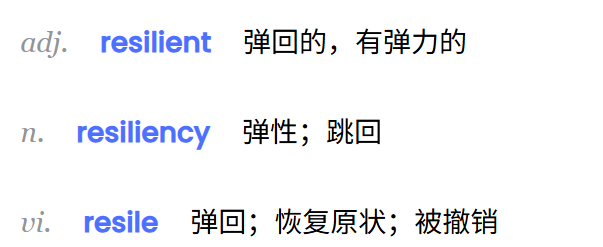 adj. resilient 弹回的，有弹力的
n. resiliency 弹性；跳回
vi. resile 弹回；恢复原状；被撤销